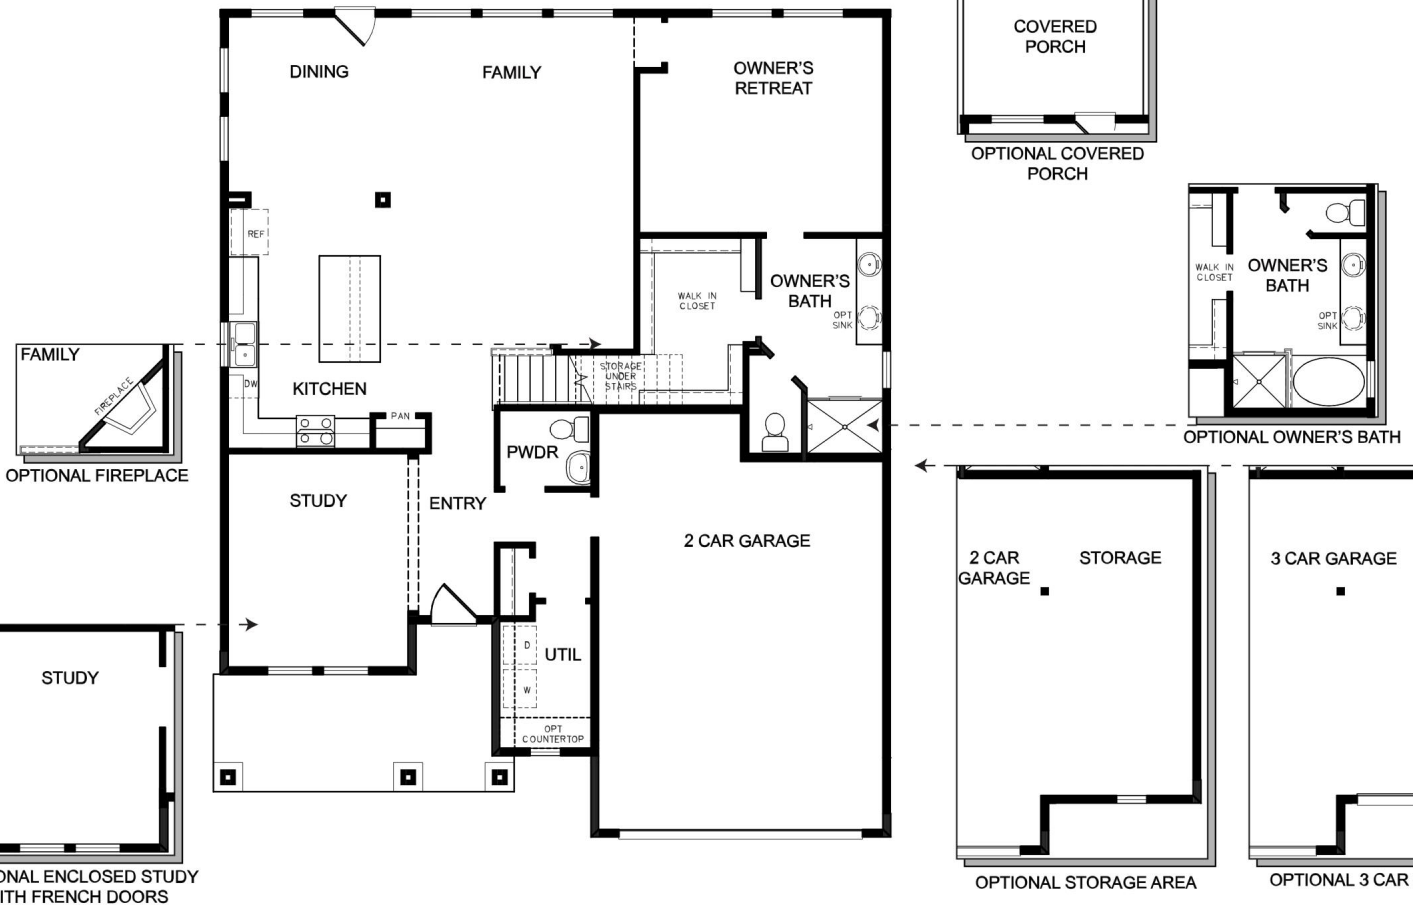 COVERED
PORCH
OPTIONAL COVERED
PORCH
DINING
FAMILY
OWNER'S
RETREAT
REF
WALK IN
CLOSET
OWNER'S
BATH
OPT
SINK
STORAGE
UNDER
STAIRS
DW
KITCHEN
PAN
PWDR
STUDY
ENTRY
2 CAR GARAGE
D
UTIL
W
OPT
COUNTERTOP
FAMILY
FIREPLACE
OPTIONAL FIREPLACE
STUDY
ONAL ENCLOSED STUDY
ITH FRENCH DOORS
WALK IN
CLOSET
OWNER'S
BATH
OPT
SINK
OPTIONAL OWNER'S BATH
2 CAR
GARAGE
STORAGE
OPTIONAL STORAGE AREA
3 CAR GARAGE
OPTIONAL 3 CAR